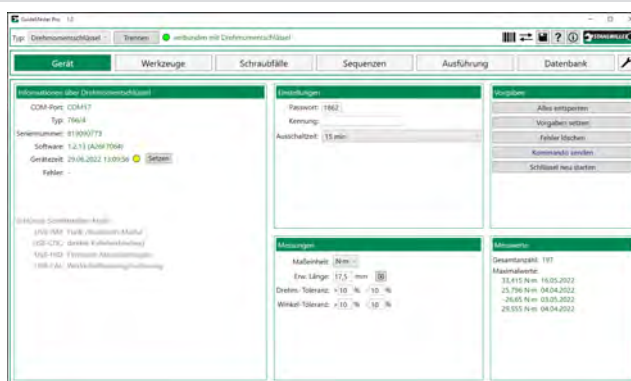 GuideMaster Pro 1.2
Typ: Drehmomentschlüssel Trennen verbunden mit Drehmomentschlüssel
STAHLWILLE
Gerät Werkzeuge Schraubfälle Sequenzen Ausführung Datenbank
Informationen über Drehmomentschlüssel
COM-Port: COM17
Typ: 766/4
Seriennummer: 819090773
Software: 1.2.13
Gerätezeit: 29.06.2022 13:09:56 Setzen
Fehler: -
Einstellungen
Passwort: 1862
Kennung:
Ausschaltzeit: 15 min
Vorgaben
Alles entsperren
Vorgaben setzen
Fehler löschen
Kommando senden
Schlüssel neu starten
Messungen
Maßeinheit: N·m
Erw. Länge: 17,5 mm
Drehm.-Toleranz: +10 % -10 %
Winkel-Toleranz: +10 % -10 %
Messwerte
Gesamtanzahl: 197
Maximalwerte:
33,415 N·m 16.05.2022
25,796 N·m 04.04.2022
-26,65 N·m 03.05.2022
29,555 N·m 04.04.2022